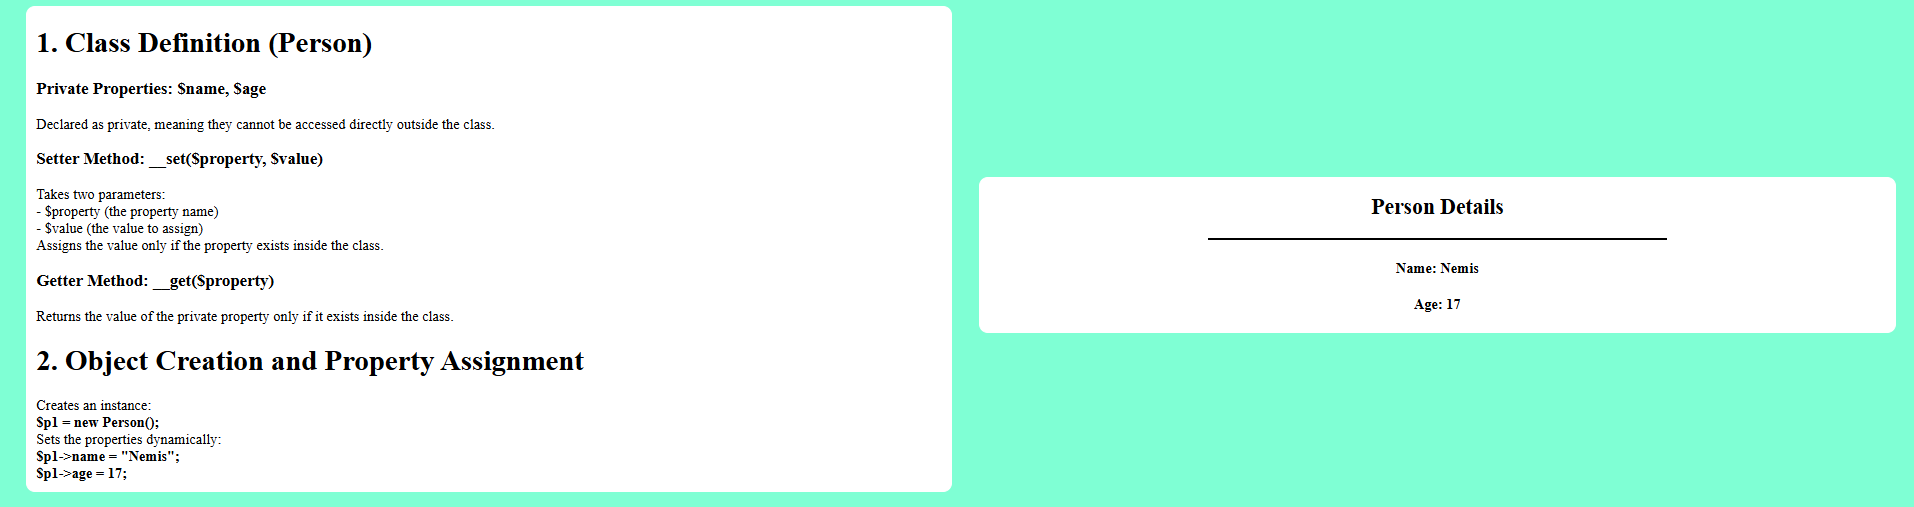 1. Class Definition (Person)
Private Properties: $name, $age
Declared as private, meaning they cannot be accessed directly outside the class.
Setter Method: __set($property, $value)
Takes two parameters:
- $property (the property name)
- $value (the value to assign)
Assigns the value only if the property exists inside the class.
Getter Method: __get($property)
Returns the value of the private property only if it exists inside the class.
2. Object Creation and Property Assignment
Creates an instance:
$p1 = new Person();
Sets the properties dynamically:
$p1->name = "Nemis";
$p1->age = 17;
Person Details
Name: Nemis
Age: 17